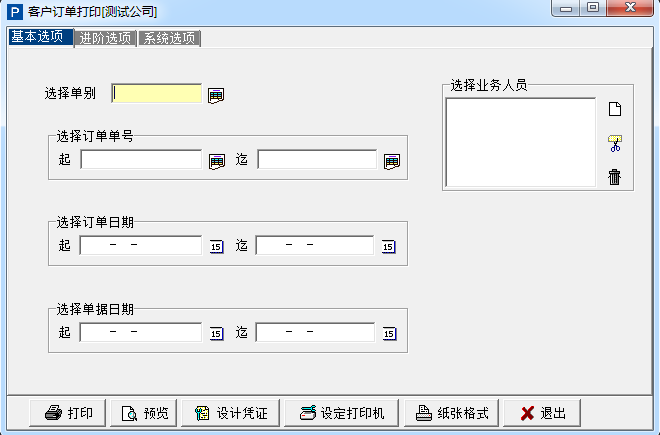 P 客户订单打印[测试公司]
基本选项 进阶选项 系统选项
选择单别
选择业务人员
选择订单单号
起 迄
选择订单日期
起 - - 15 迄 - - 15
选择单据日期
起 - - 15 迄 - - 15
打印 预览 设计凭证 设定打印机 纸张格式 退出